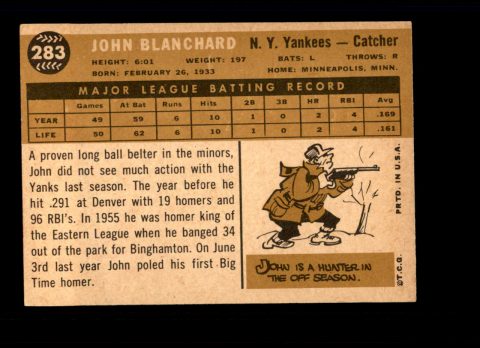 283 JOHN BLANCHARD N. Y. Yankees — Catcher
HEIGHT: 6:01 WEIGHT: 197 BATS: L THROWS: R
BORN: FEBRUARY 26, 1933 HOME: MINNEAPOLIS, MINN.
MAJOR LEAGUE BATTING RECORD
Games At Bat Runs Hits 2B 3B HR RBI Avg
YEAR 49 59 6 10 1 0 2 4 .169
LIFE 50 62 6 10 1 0 2 4 .161
A proven long ball belter in the minors,
John did not see much action with the
Yanks last season. The year before he
hit .291 at Denver with 19 homers and
96 RBI's. In 1955 he was homer king of
the Eastern League when he banged 34
out of the park for Binghamton. On June
3rd last year John poled his first Big
Time homer.
JOHN IS A HUNTER IN
THE OFF SEASON.
©T.C.G. PRTD. IN U.S.A.